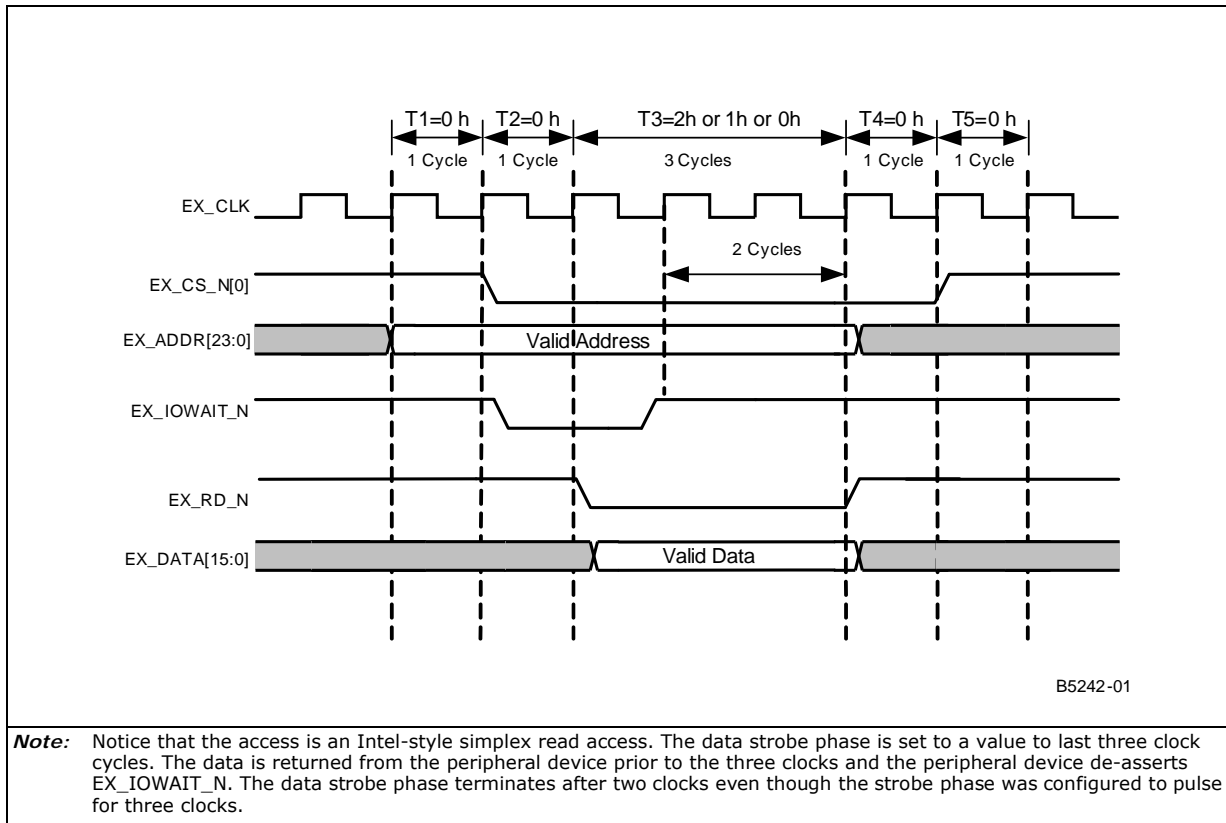 T1=0 h T2=0 h T3=2h or 1h or 0h T4=0 h T5=0 h
1 Cycle 1 Cycle 3 Cycles 1 Cycle 1 Cycle
EX_CLK
2 Cycles
EX_CS_N[0]
EX_ADDR[23:0] Valid Address
EX_IOWAIT_N
EX_RD_N
EX_DATA[15:0] Valid Data
B5242-01
Note: Notice that the access is an Intel-style simplex read access. The data strobe phase is set to a value to last three clock
cycles. The data is returned from the peripheral device prior to the three clocks and the peripheral device de-asserts
EX_IOWAIT_N. The data strobe phase terminates after two clocks even though the strobe phase was configured to pulse
for three clocks.